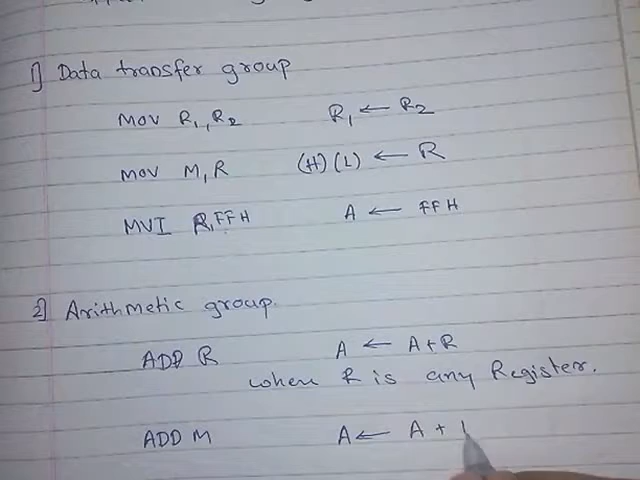 1) Data transfer group
MOV R1,R2 R1 ← R2
MOV M,R (H)(L) ← R
MVI R,FFH A ← FFH
2) Arithmetic group.
ADD R A ← A+R
when R is any Register.
ADD M A ← A +